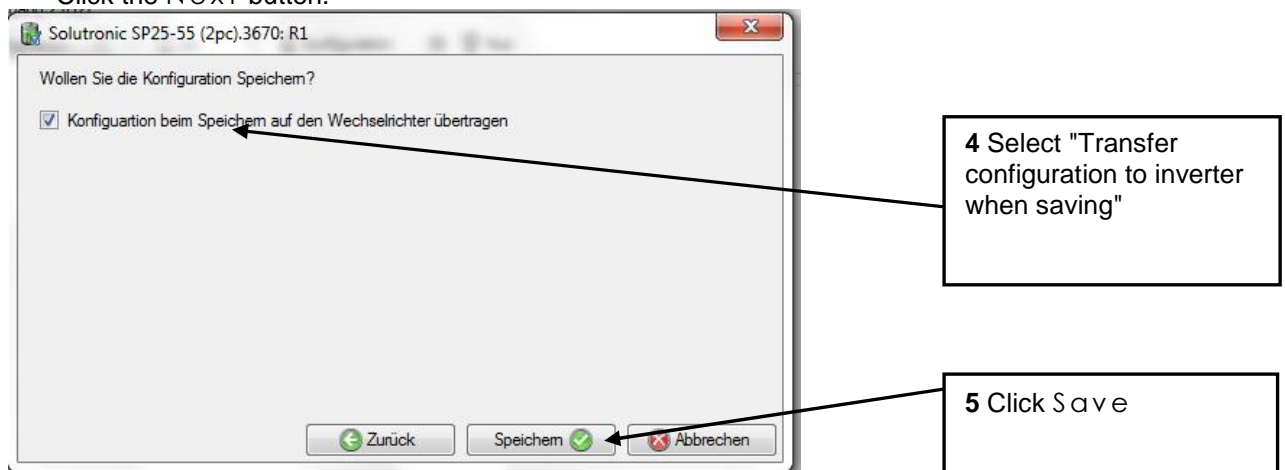 Click the Next button.
Solutronic SP25-55 (2pc).3670: R1
Wollen Sie die Konfiguration Speichern?
Konfiguartion beim Speichern auf den Wechselrichter übertragen
4 Select "Transfer
configuration to inverter
when saving"
5 Click Save
Zurück
Speichern
Abbrechen